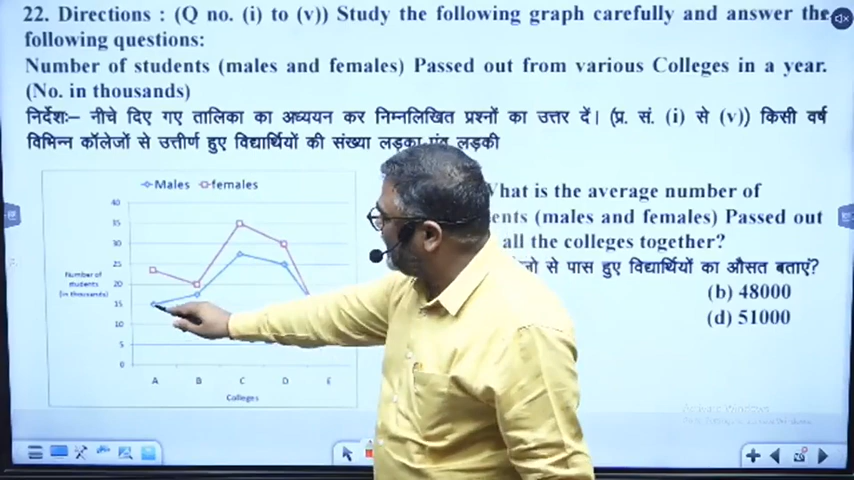 22. Directions : (Q no. (i) to (v)) Study the following graph carefully and answer the
following questions:
Number of students (males and females) Passed out from various Colleges in a year.
(No. in thousands)
निर्देशः– नीचे दिए गए तालिका का अध्ययन कर निम्नलिखित प्रश्नों का उत्तर दें। (प्र. सं. (i) से (v)) किसी वर्ष
विभिन्न कॉलेजों से उत्तीर्ण हुए विद्यार्थियों की संख्या लड़का एंव लड़की
Males females
40
35
30
25
20
15
10
5
0
Number of
students
(in thousands)
A B C D E
Colleges
What is the average number of
ents (males and females) Passed out
all the colleges together?
से पास हुए विद्यार्थियों का औसत बताएं?
(b) 48000
(d) 51000